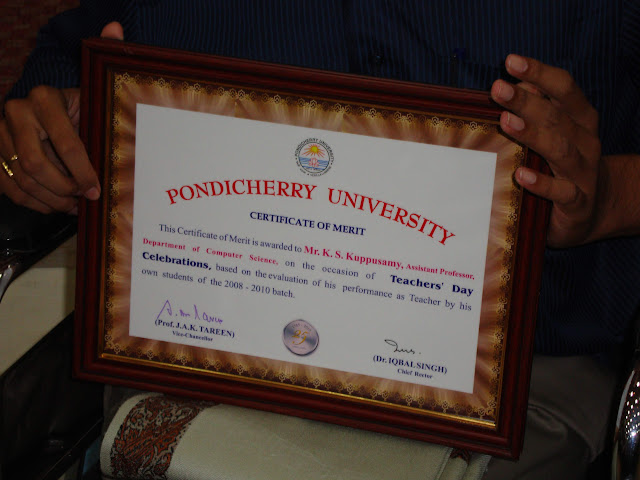 PONDICHERRY UNIVERSITY
PONDICHERRY UNIVERSITY
CERTIFICATE OF MERIT
This Certificate of Merit is awarded to Mr. K. S. Kuppusamy, Assistant Professor,
Department of Computer Science, on the occasion of Teachers' Day
Celebrations, based on the evaluation of his performance as Teacher by his
own students of the 2008 - 2010 batch.
(Prof. J.A.K. TAREEN)
Vice-Chancellor
(Dr. IQBAL SINGH)
Chief Rector